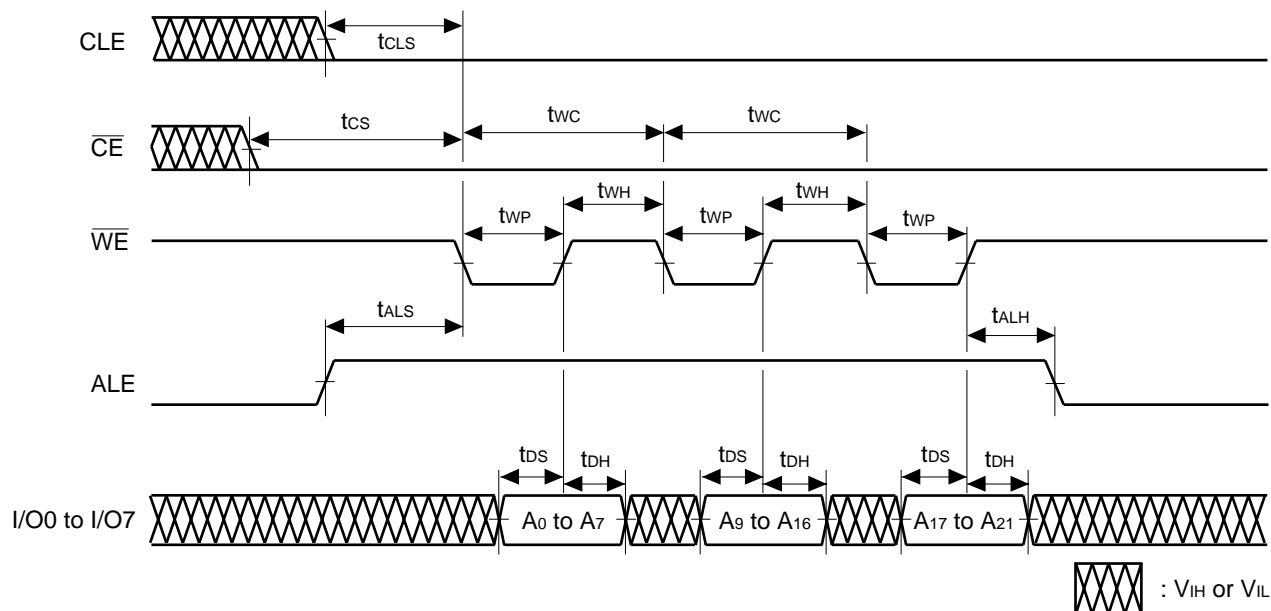 CLE
tCLS
CE
tCS
tWC
tWC
WE
tWP
tWH
tWP
tWH
tWP
ALE
tALS
tALH
I/O0 to I/O7
tDS
tDH
tDS
tDH
tDS
tDH
A0 to A7
A9 to A16
A17 to A21
: VIH or VIL